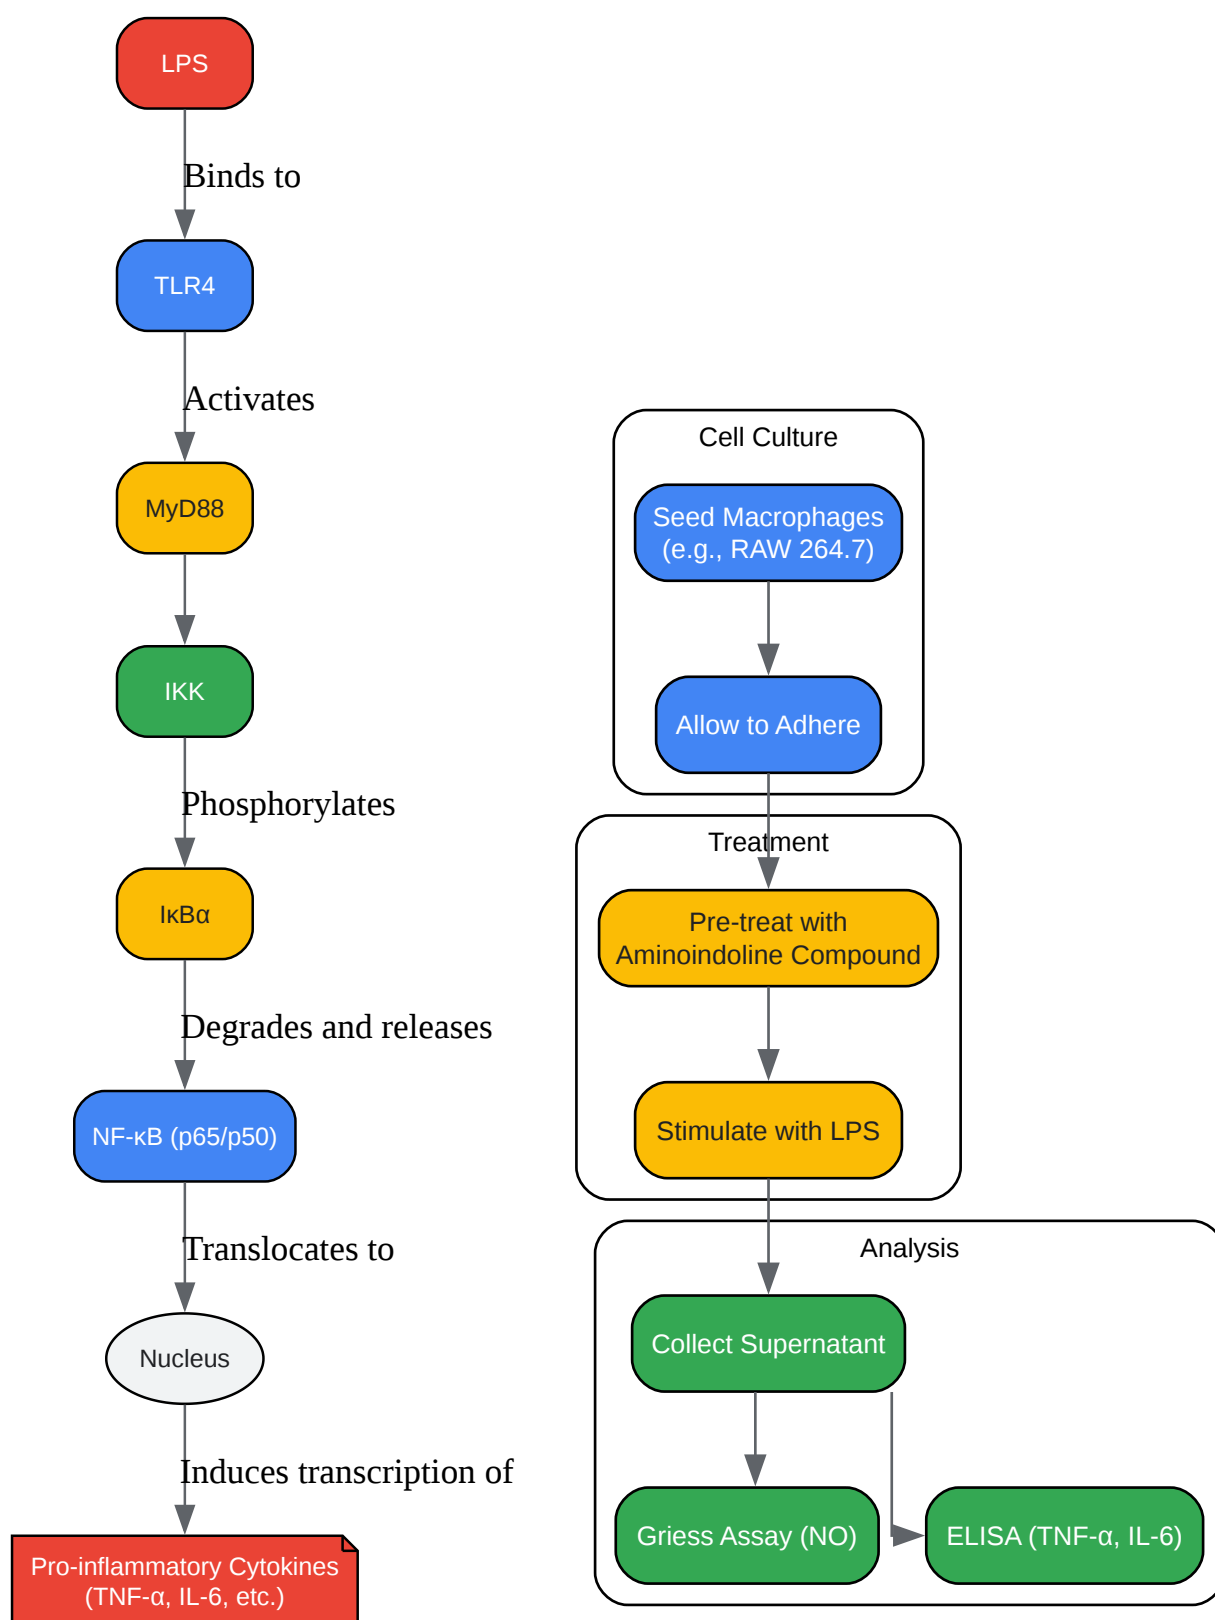 LPS
Binds to
TLR4
Activates
MyD88
IKK
Phosphorylates
IκBα
Degrades and releases
NF-κB (p65/p50)
Translocates to
Nucleus
Induces transcription of
Pro-inflammatory Cytokines
(TNF-α, IL-6, etc.)
Cell Culture
Seed Macrophages
(e.g., RAW 264.7)
Allow to Adhere
Treatment
Pre-treat with
Aminoindoline Compound
Stimulate with LPS
Analysis
Collect Supernatant
Griess Assay (NO)
ELISA (TNF-α, IL-6)